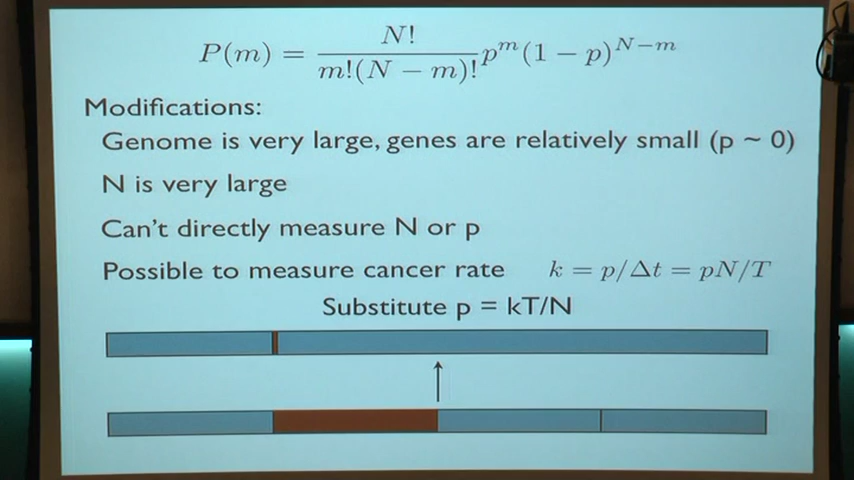 P(m) = \frac{N!}{m!(N-m)!} p^m (1-p)^{N-m}
Modifications:
Genome is very large, genes are relatively small (p ~ 0)
N is very large
Can't directly measure N or p
Possible to measure cancer rate k = p/Δt = pN/T
Substitute p = kT/N